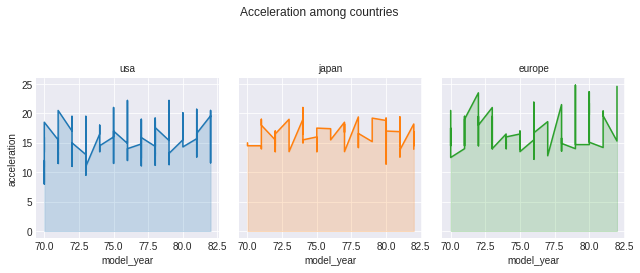 Acceleration among countries
usa
japan
europe
25
20
15
10
5
0
acceleration
70.0 72.5 75.0 77.5 80.0 82.5
70.0 72.5 75.0 77.5 80.0 82.5
70.0 72.5 75.0 77.5 80.0 82.5
model_year
model_year
model_year